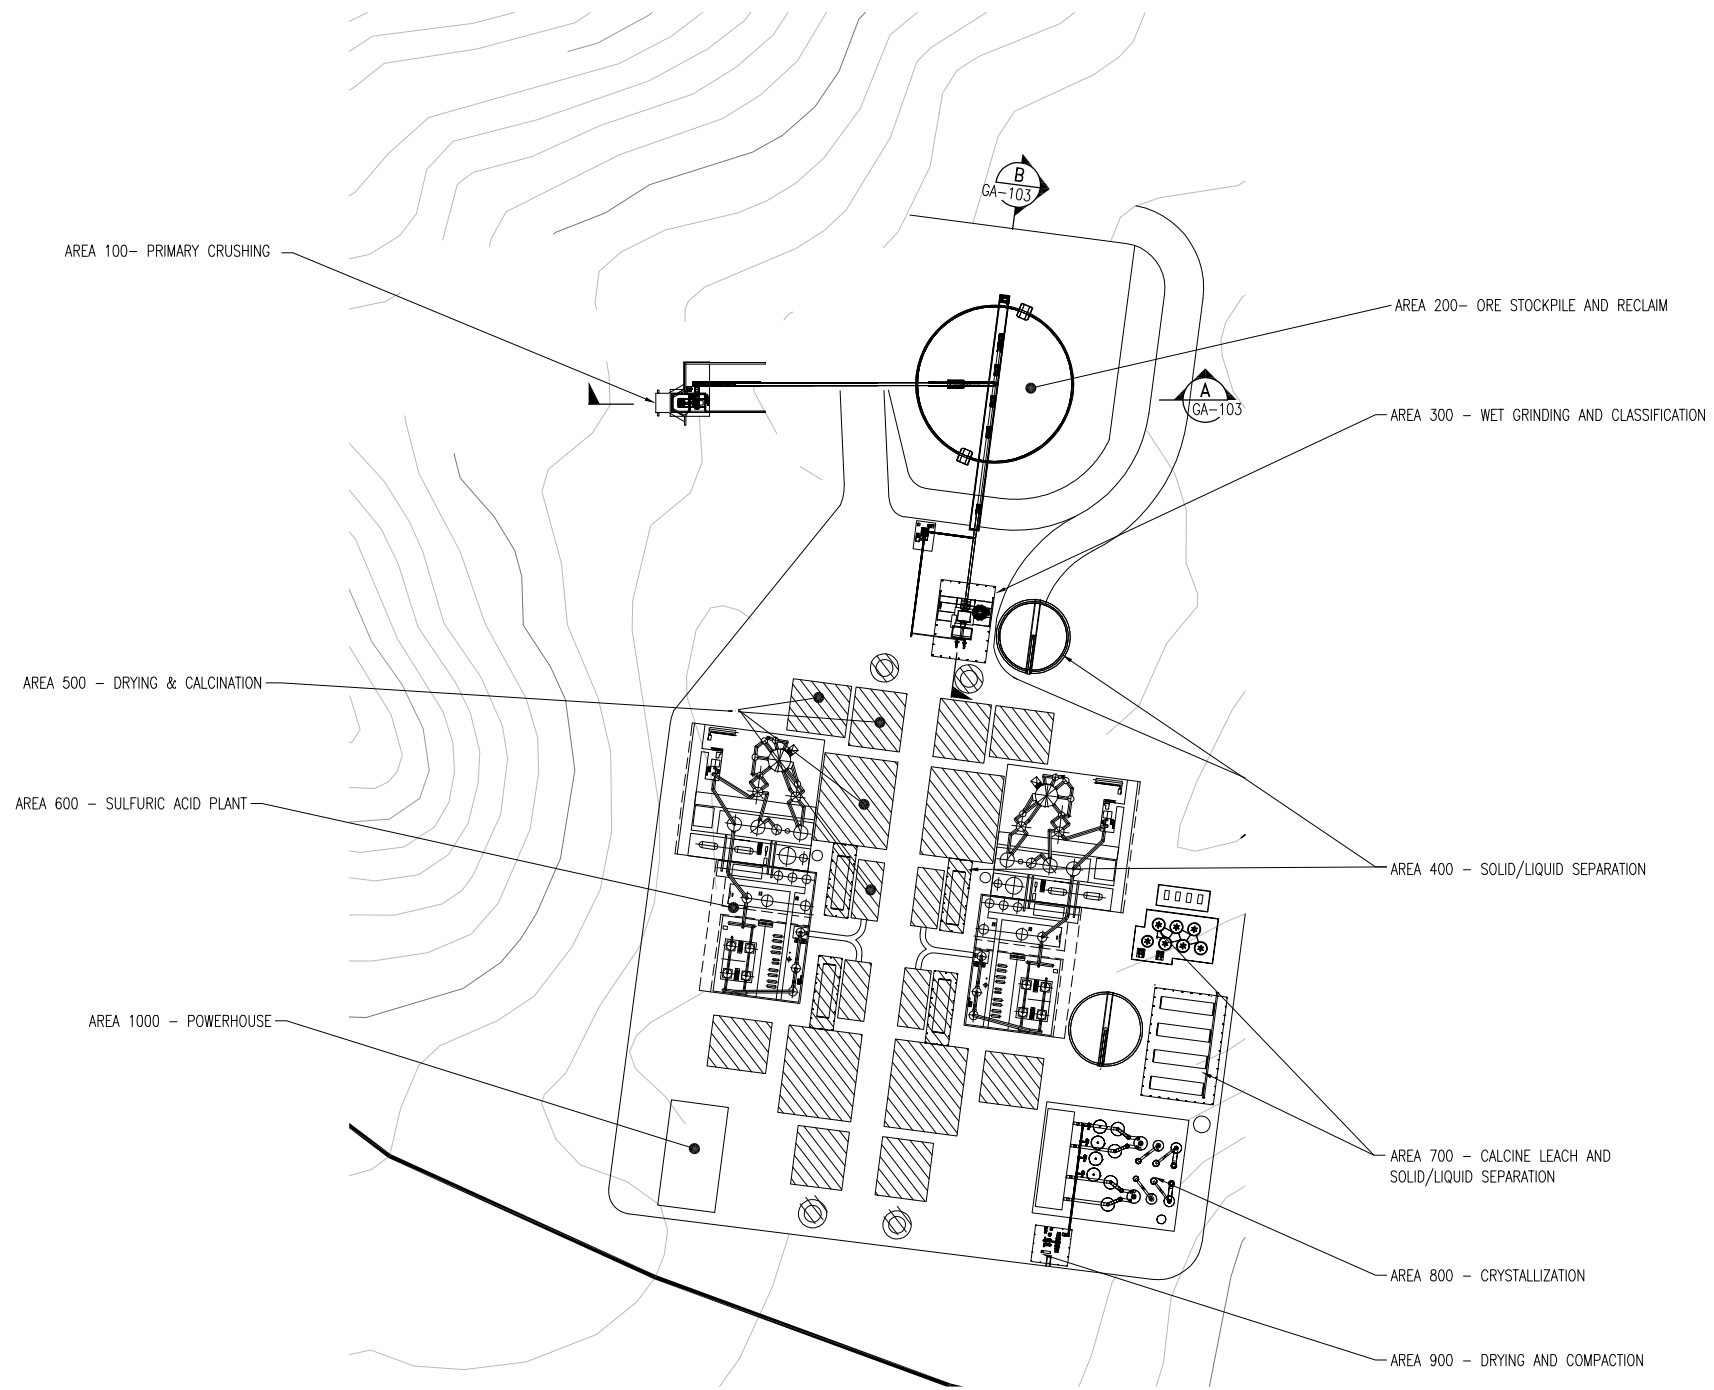 B
GA-103
AREA 100- PRIMARY CRUSHING
AREA 200- ORE STOCKPILE AND RECLAIM
A
GA-103
AREA 300 - WET GRINDING AND CLASSIFICATION
AREA 500 - DRYING & CALCINATION
AREA 600 - SULFURIC ACID PLANT
AREA 400 - SOLID/LIQUID SEPARATION
AREA 1000 - POWERHOUSE
AREA 700 - CALCINE LEACH AND
SOLID/LIQUID SEPARATION
AREA 800 - CRYSTALLIZATION
AREA 900 - DRYING AND COMPACTION